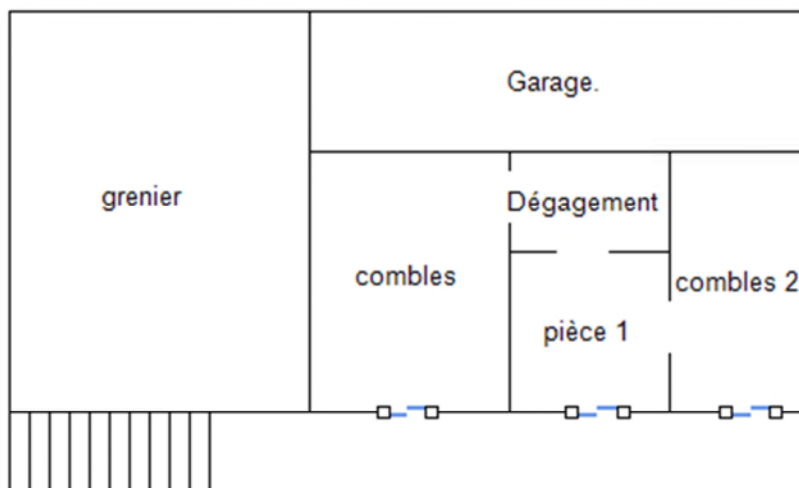 Garage.
grenier
Dégagement
combles
combles 2
pièce 1